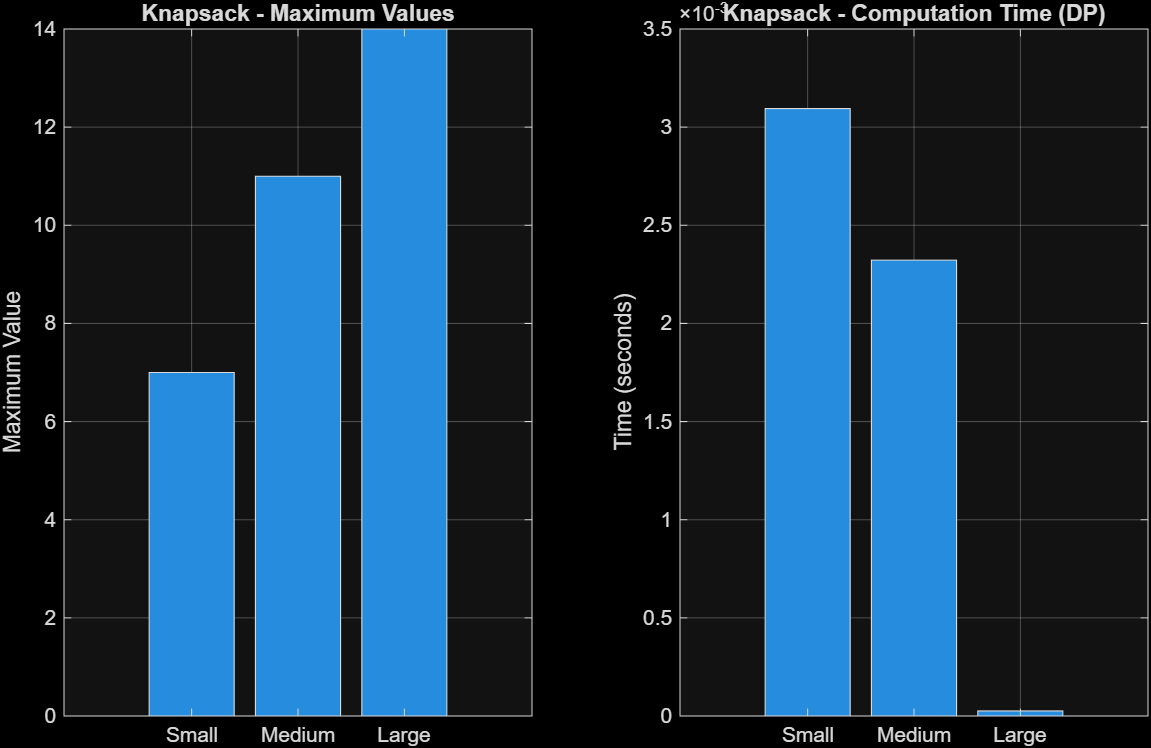 Knapsack - Maximum Values
14
12
10
8
6
4
2
0
Maximum Value
Small Medium Large
×10-3
Knapsack - Computation Time (DP)
3.5
3
2.5
2
1.5
1
0.5
0
Time (seconds)
Small Medium Large